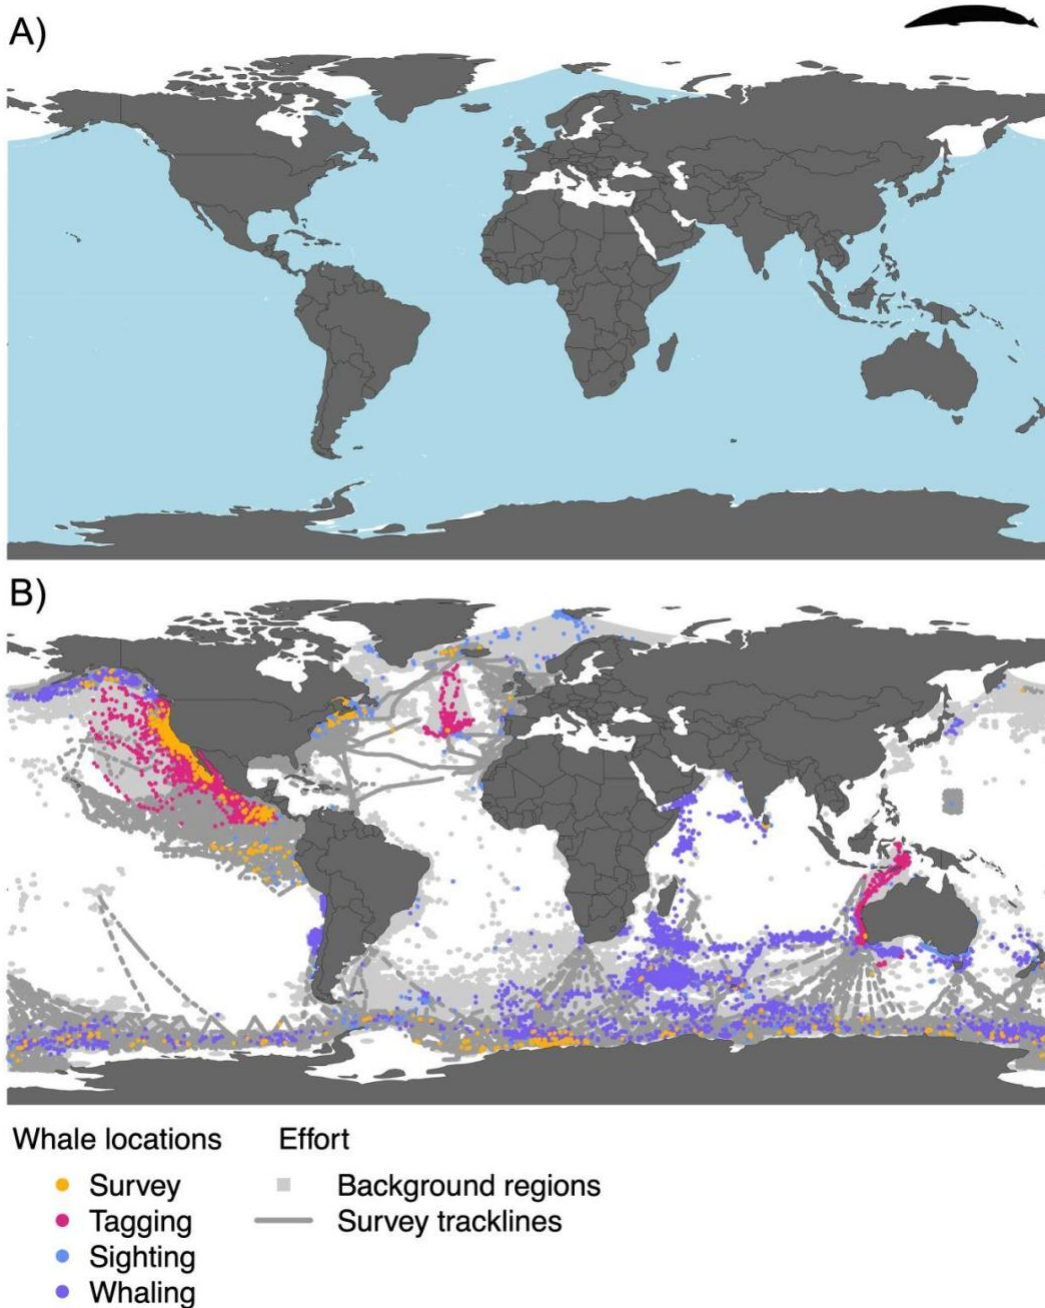 A)
B)
Whale locations Effort
Survey Background regions
Tagging Survey tracklines
Sighting
Whaling